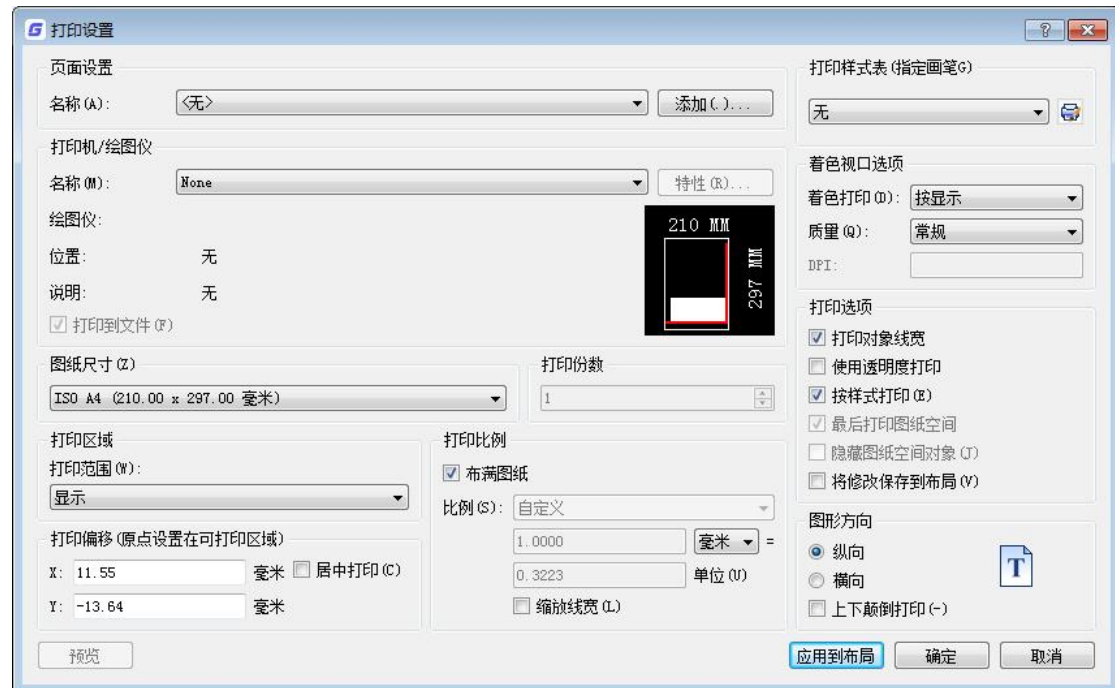 打印设置
页面设置
名称(A): <无> 添加(.)...
打印机/绘图仪
名称(M): None 特性(R)...
绘图仪:
位置: 无
说明: 无
打印到文件(F)
210 MM
297 MM
图纸尺寸(Z)
ISO A4 (210.00 x 297.00 毫米)
打印份数
1
打印区域
打印范围(W):
显示
打印偏移(原点设置在可打印区域)
X: 11.55 毫米 居中打印(C)
Y: -13.64 毫米
打印比例
布满图纸
比例(S): 自定义
1.0000 毫米 =
0.3223 单位(U)
缩放线宽(L)
打印样式表(指定画笔G)
无
着色视口选项
着色打印(D): 按显示
质量(Q): 常规
DPI:
打印选项
打印对象线宽
使用透明度打印
按样式打印(E)
最后打印图纸空间
隐藏图纸空间对象(J)
将修改保存到布局(V)
图形方向
纵向
横向
上下颠倒打印(-)
T
预览 应用到布局 确定 取消